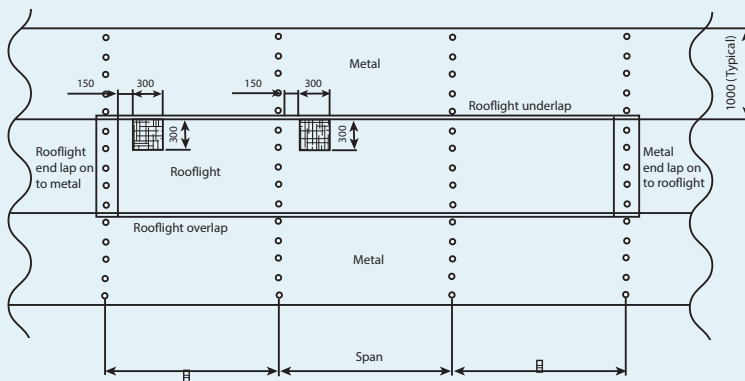 Metal
1000 (Typical)
150
300
150
300
Rooflight underlap
300
300
Rooflight
end lap on
to metal
Rooflight
Metal
end lap on
to rooflight
Rooflight overlap
Metal
Span